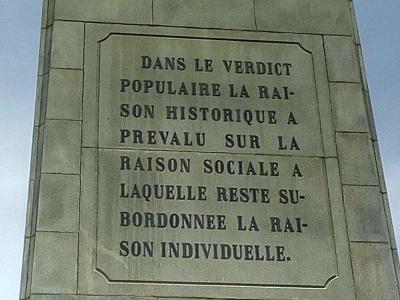 DANS LE VERDICT
POPULAIRE LA RAI-
SON HISTORIQUE A
PREVALU SUR LA
RAISON SOCIALE A
LAQUELLE RESTE SU-
BORDONNEE LA RAI-
SON INDIVIDUELLE.